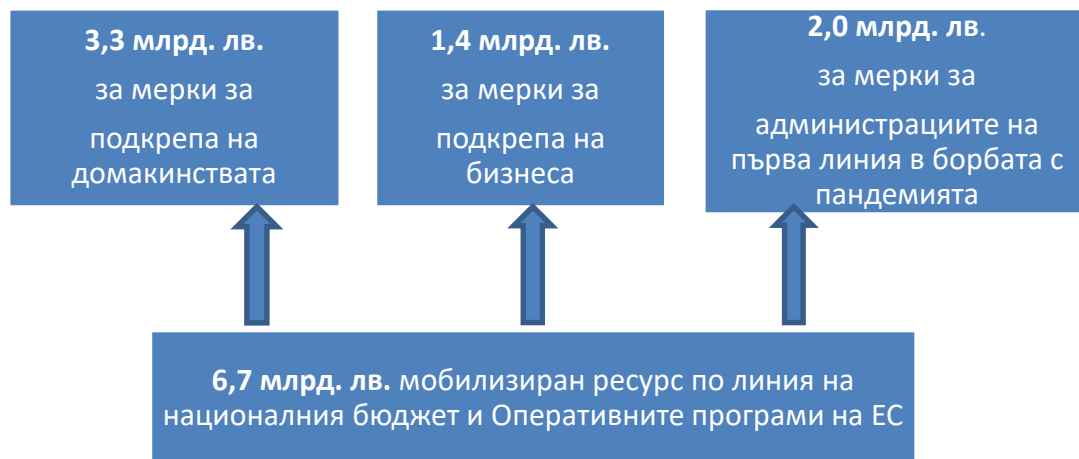 3,3 млрд. лв.
за мерки за
подкрепа на
домакинствата
1,4 млрд. лв.
за мерки за
подкрепа на
бизнеса
2,0 млрд. лв.
за мерки за
администрациите на
първа линия в борбата с
пандемията
6,7 млрд. лв. мобилизиран ресурс по линия на
националния бюджет и Оперативните програми на ЕС